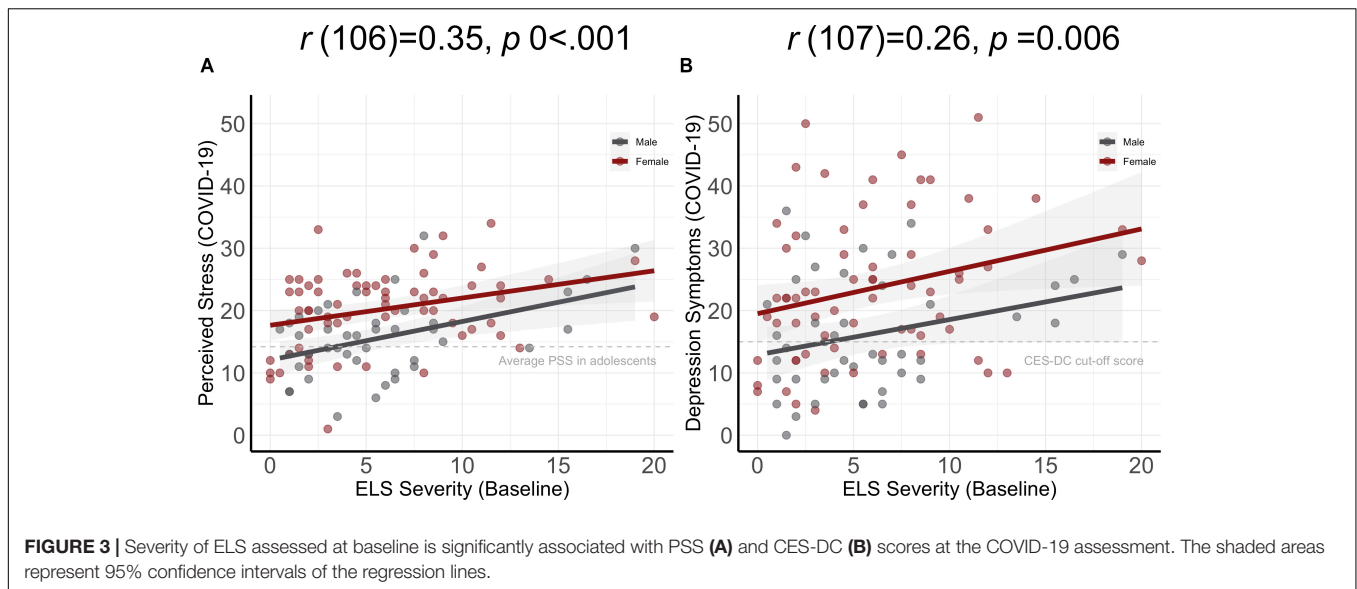 r (106)=0.35, p 0<.001
r (107)=0.26, p =0.006
A
Perceived Stress (COVID-19)
50
40
30
20
10
0
Male
Female
Average PSS in adolescents
0 5 10 15 20
ELS Severity (Baseline)
B
Depression Symptoms (COVID-19)
50
40
30
20
10
0
Male
Female
CES-DC cut-off score
0 5 10 15 20
ELS Severity (Baseline)
FIGURE 3 | Severity of ELS assessed at baseline is significantly associated with PSS (A) and CES-DC (B) scores at the COVID-19 assessment. The shaded areas
represent 95% confidence intervals of the regression lines.